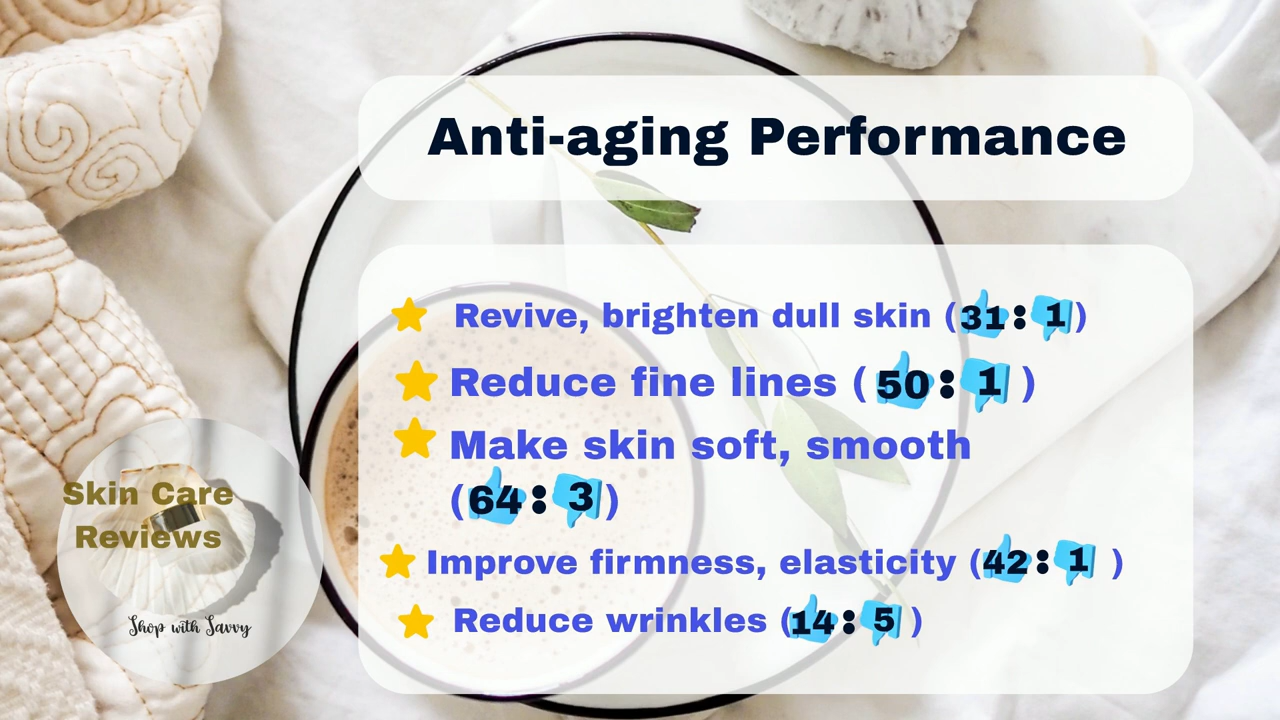 Anti-aging Performance
Revive, brighten dull skin (31:1)
Reduce fine lines (50:1)
Make skin soft, smooth
(64:3)
Improve firmness, elasticity (42:1)
Reduce wrinkles (14:5)
Skin Care
Reviews
Shop with Savvy